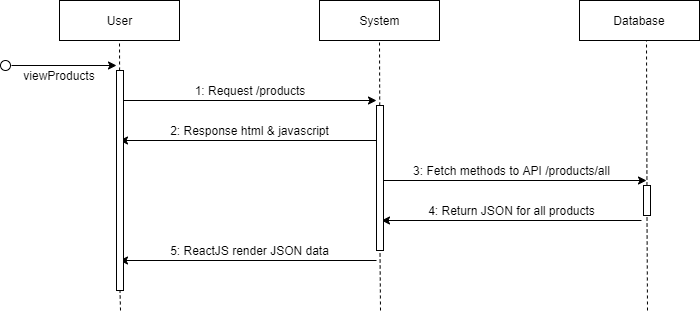 User
System
Database
viewProducts
1: Request /products
2: Response html & javascript
3: Fetch methods to API /products/all
4: Return JSON for all products
5: ReactJS render JSON data